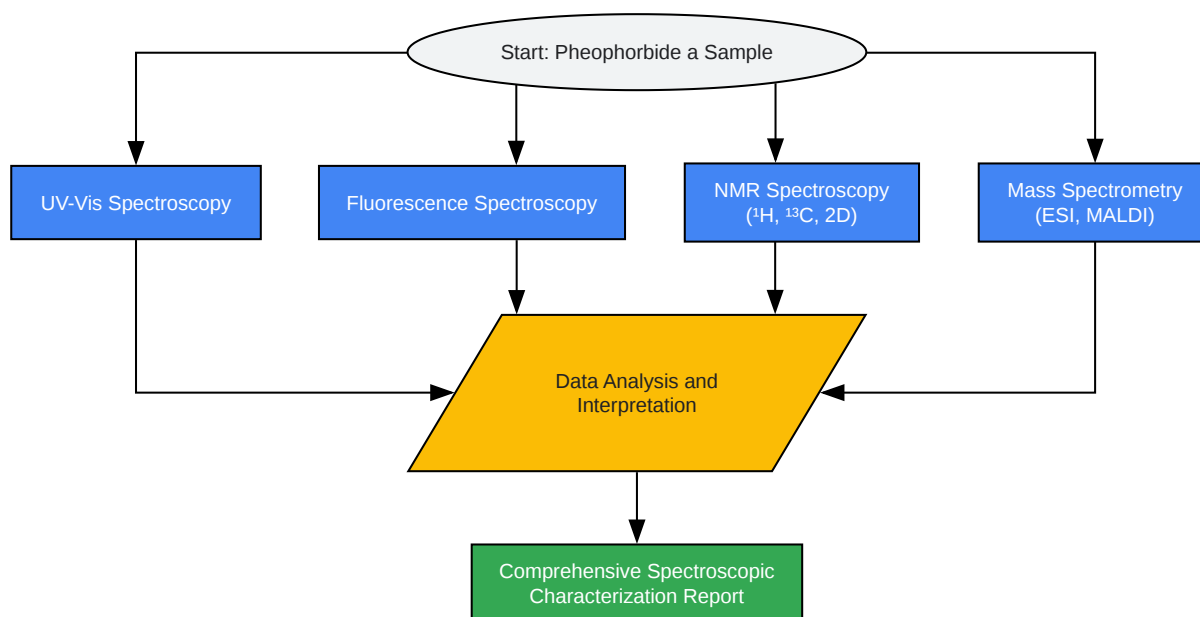 Start: Pheophorbide a Sample
UV-Vis Spectroscopy
Fluorescence Spectroscopy
NMR Spectroscopy
(¹H, ¹³C, 2D)
Mass Spectrometry
(ESI, MALDI)
Data Analysis and
Interpretation
Comprehensive Spectroscopic
Characterization Report